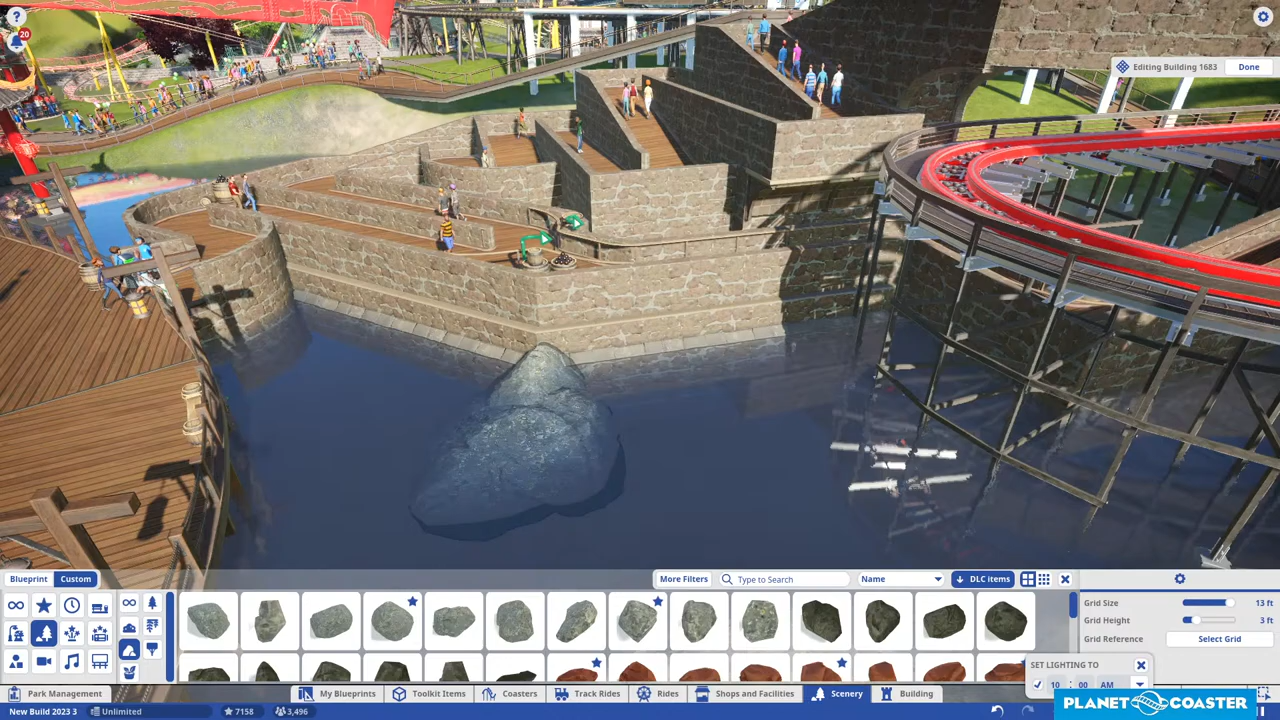 ?
20
Editing Building 1683 Done
Blueprint Custom
More Filters Type to Search Name DLC items
Grid Size 13 ft
Grid Height 3 ft
Grid Reference Select Grid
SET LIGHTING TO
10 : 00 AM
Park Management My Blueprints Toolkit Items Coasters Track Rides Rides Shops and Facilities Scenery Building
New Build 2023 3 Unlimited 7158 3,496
PLANET COASTER